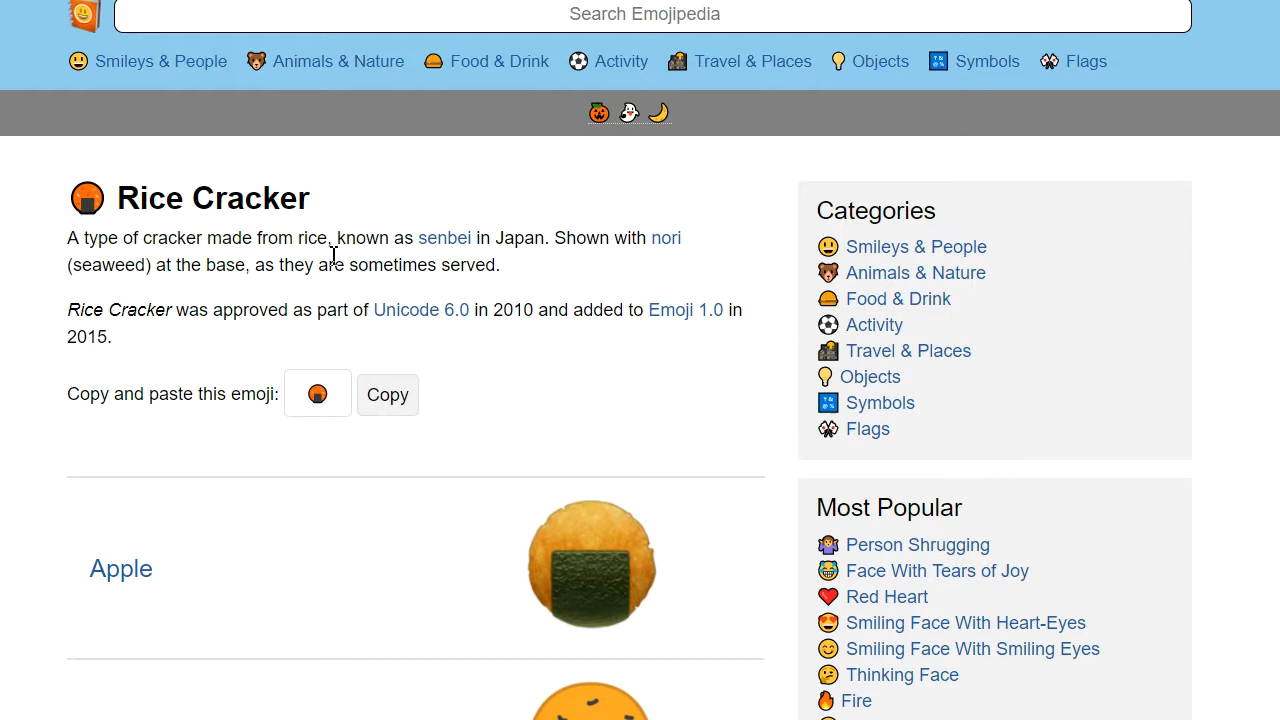 Search Emojipedia
Smileys & People Animals & Nature Food & Drink Activity Travel & Places Objects Symbols Flags
Rice Cracker
A type of cracker made from rice, known as senbei in Japan. Shown with nori
(seaweed) at the base, as they are sometimes served.
Rice Cracker was approved as part of Unicode 6.0 in 2010 and added to Emoji 1.0 in
2015.
Copy and paste this emoji: Copy
Apple
Categories
Smileys & People
Animals & Nature
Food & Drink
Activity
Travel & Places
Objects
Symbols
Flags
Most Popular
Person Shrugging
Face With Tears of Joy
Red Heart
Smiling Face With Heart-Eyes
Smiling Face With Smiling Eyes
Thinking Face
Fire